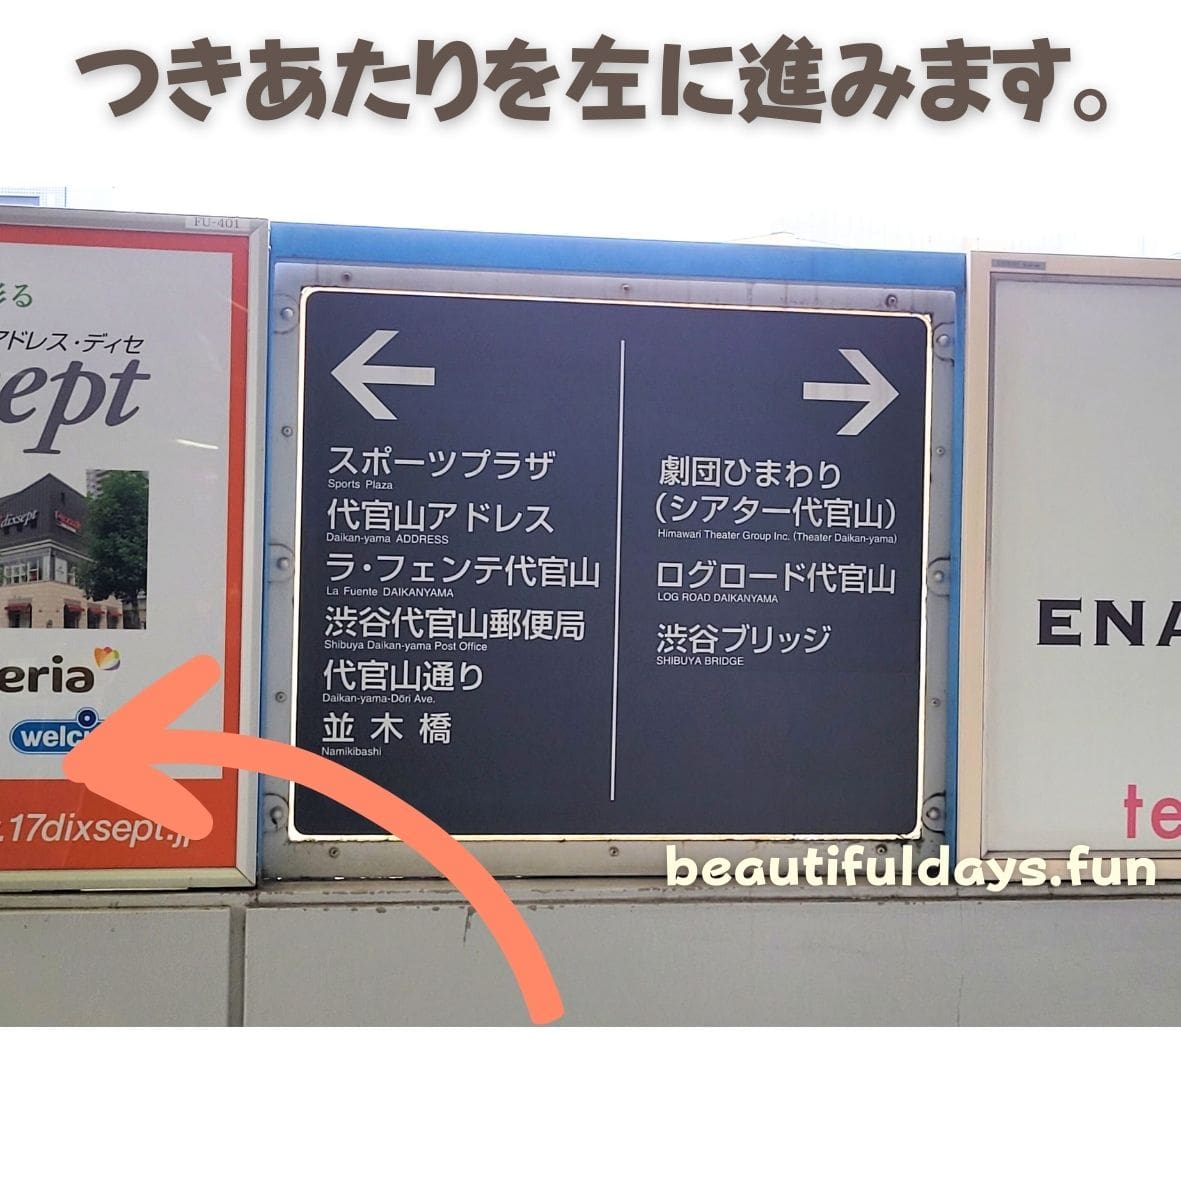 つきあたりを左に進みます。
FU-401
る
アドレス・ディセ
sept
eria
welc
.17dixsept.jp
スポーツプラザ
Sports Plaza
代官山アドレス
Daikan-yama ADDRESS
ラ・フェンテ代官山
La Fuente DAIKANYAMA
渋谷代官山郵便局
Shibuya Daikan-yama Post Office
代官山通り
Daikan-yama-Dōri Ave.
並木橋
Namikibashi
劇団ひまわり
(シアター代官山)
Himawari Theater Group Inc. (Theater Daikan-yama)
ログロード代官山
LOG ROAD DAIKANYAMA
渋谷ブリッジ
SHIBUYA BRIDGE
ENA
te
beautifuldays.fun